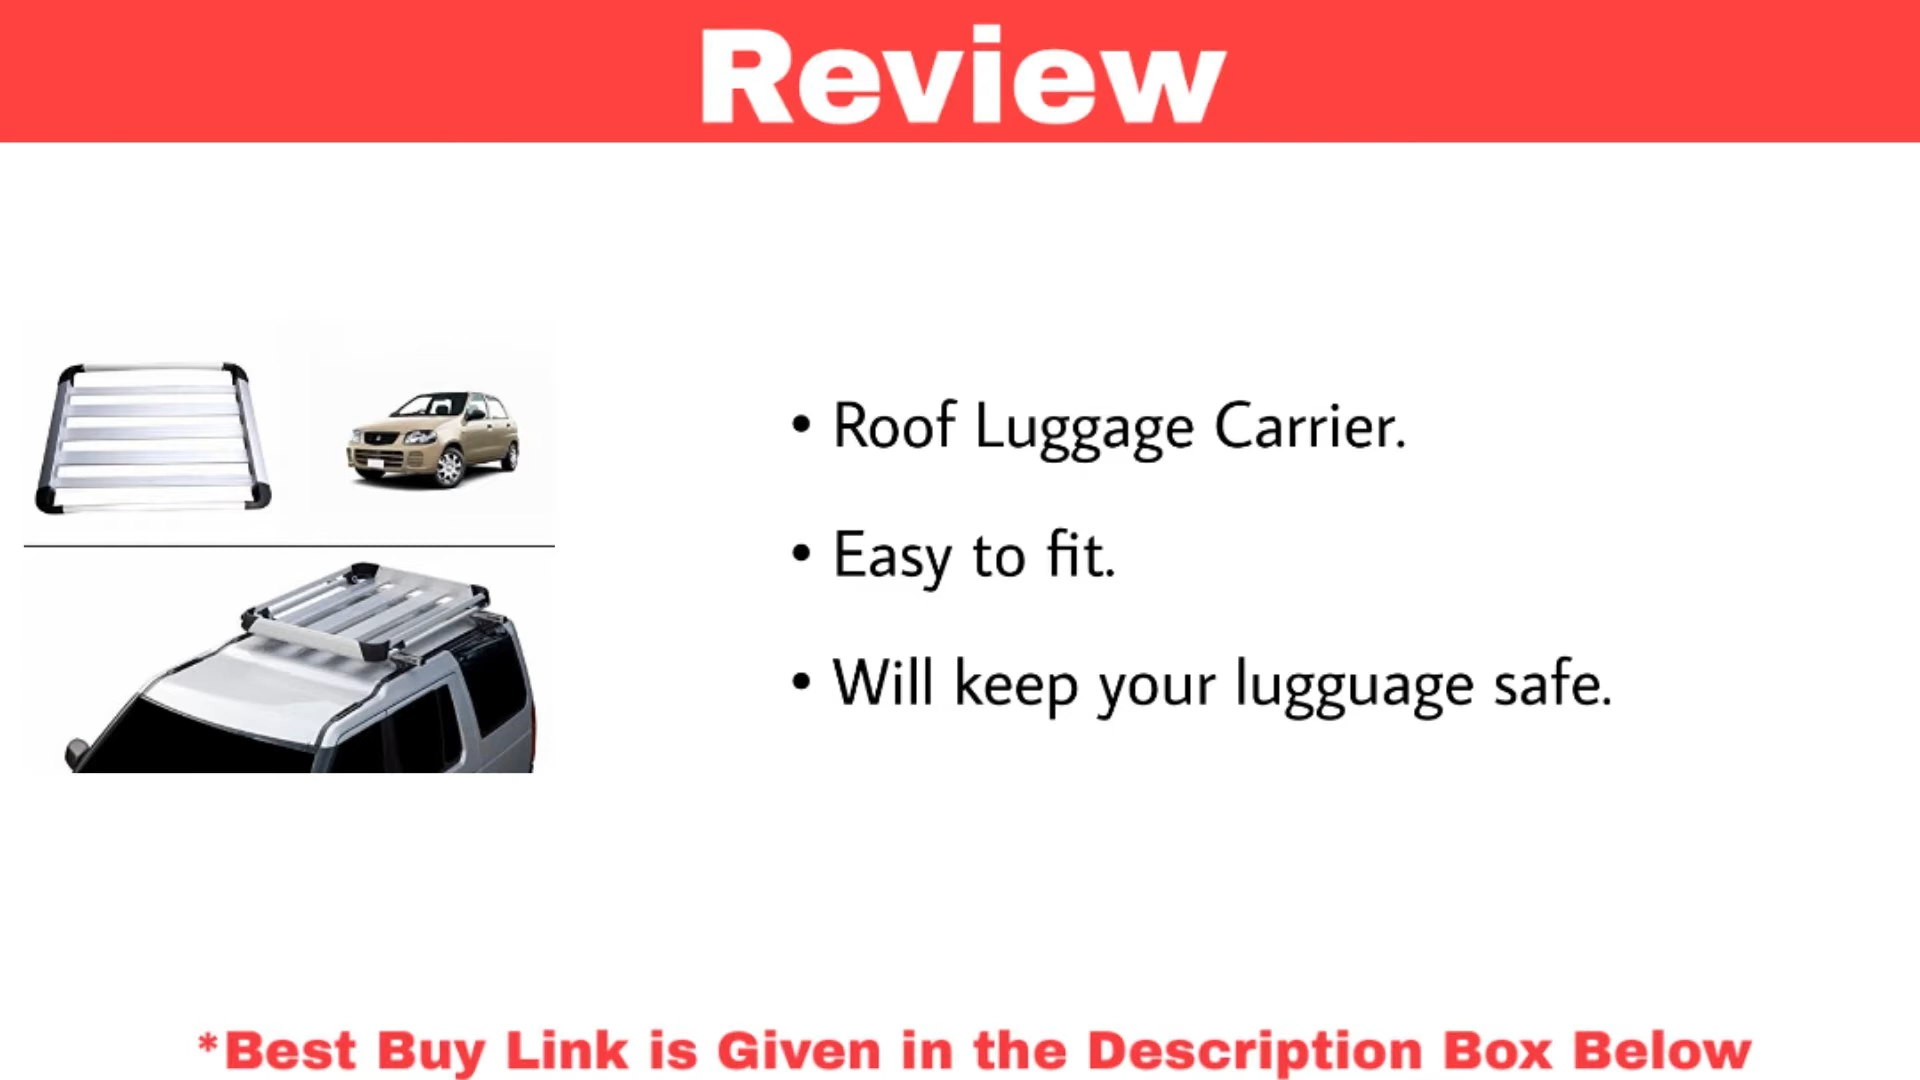 Review
• Roof Luggage Carrier.
• Easy to fit.
• Will keep your lugguage safe.
*Best Buy Link is Given in the Description Box Below